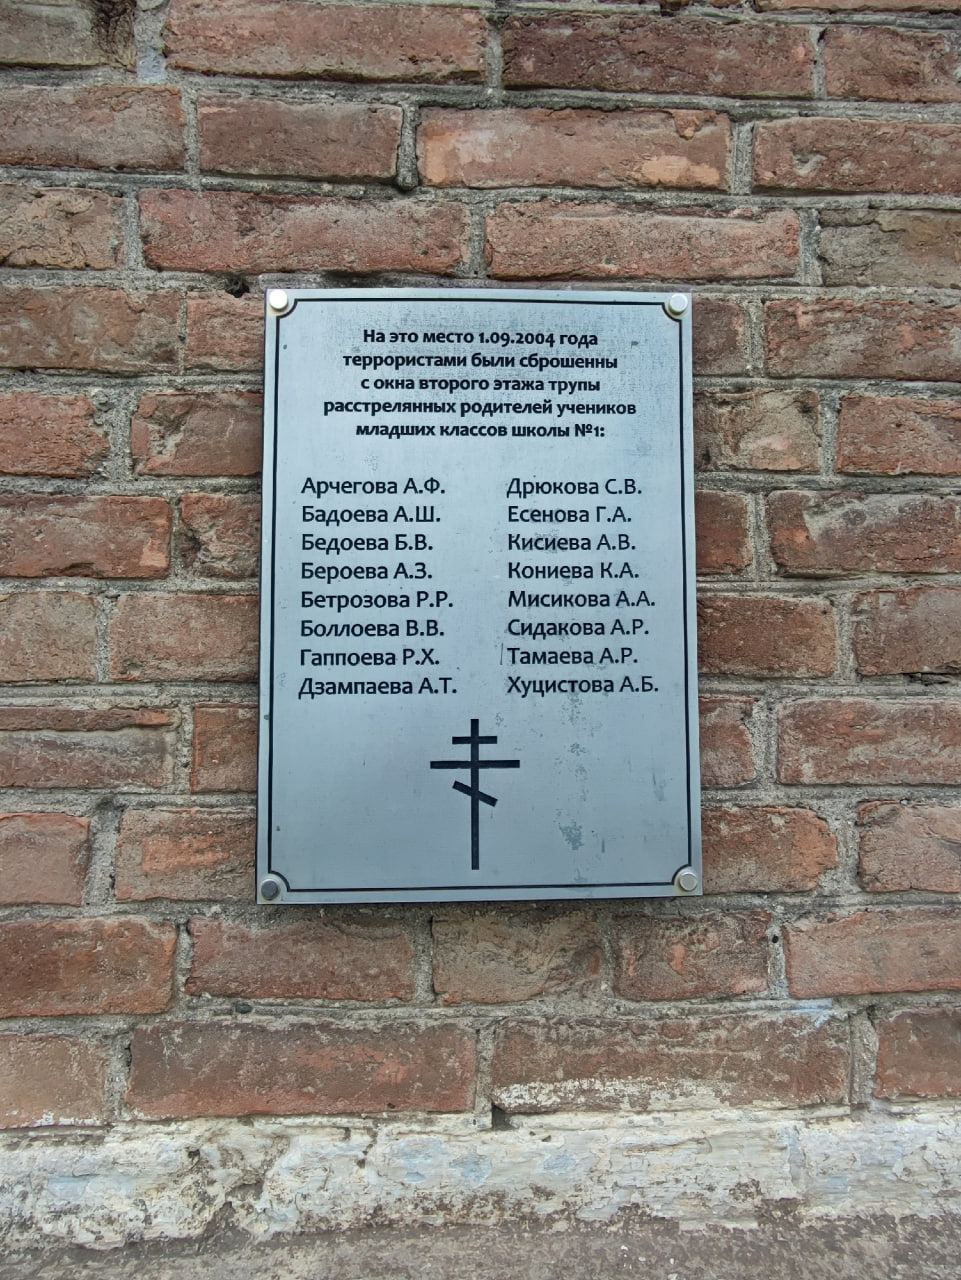 На это место 1.09.2004 года
террористами были сброшенны
с окна второго этажа трупы
расстрелянных родителей учеников
младших классов школы №1:
Арчегова А.Ф.
Бадоева А.Ш.
Бедоева Б.В.
Бероева А.З.
Бетрозова Р.Р.
Боллоева В.В.
Гаппоева Р.Х.
Дзампаева А.Т.
Дрюкова С.В.
Есенова Г.А.
Кисиева А.В.
Кониева К.А.
Мисикова А.А.
Сидакова А.Р.
Тамаева А.Р.
Хуцистова А.Б.